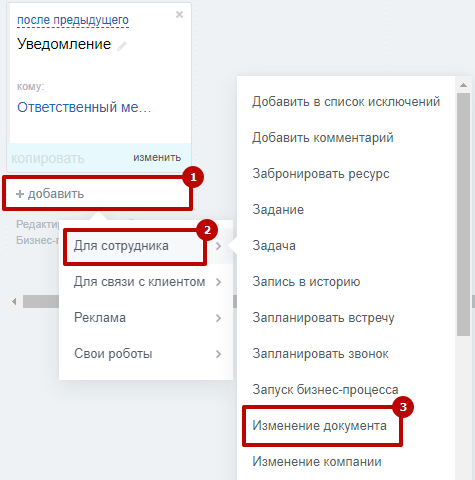 после предыдущего
Уведомление
кому:
Ответственный ме...
копировать
изменить
1
+ добавить
2
Для сотрудника
Для связи с клиентом
Реклама
Свои роботы
Добавить в список исключений
Добавить комментарий
Забронировать ресурс
Задание
Задача
Запись в историю
Запланировать встречу
Запланировать звонок
Запуск бизнес-процесса
3
Изменение документа
Изменение компании